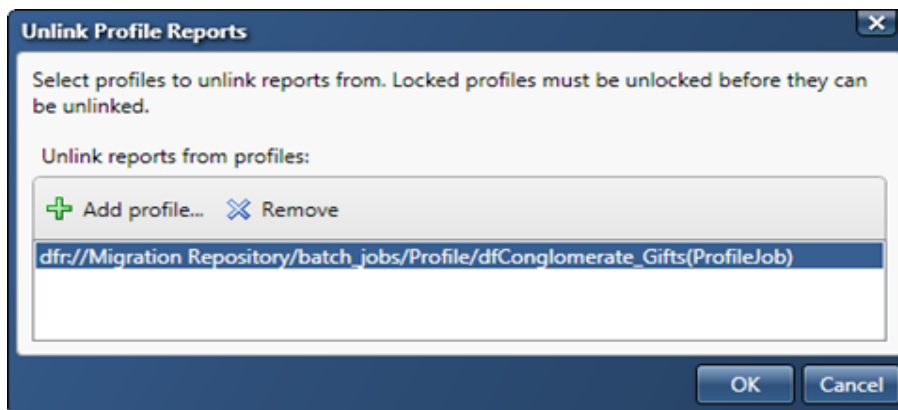 Unlink Profile Reports
Select profiles to unlink reports from. Locked profiles must be unlocked before they can
be unlinked.
Unlink reports from profiles:
Add profile... Remove
dfr://Migration Repository/batch_jobs/Profile/dfConglomerate_Gifts(ProfileJob)
OK Cancel